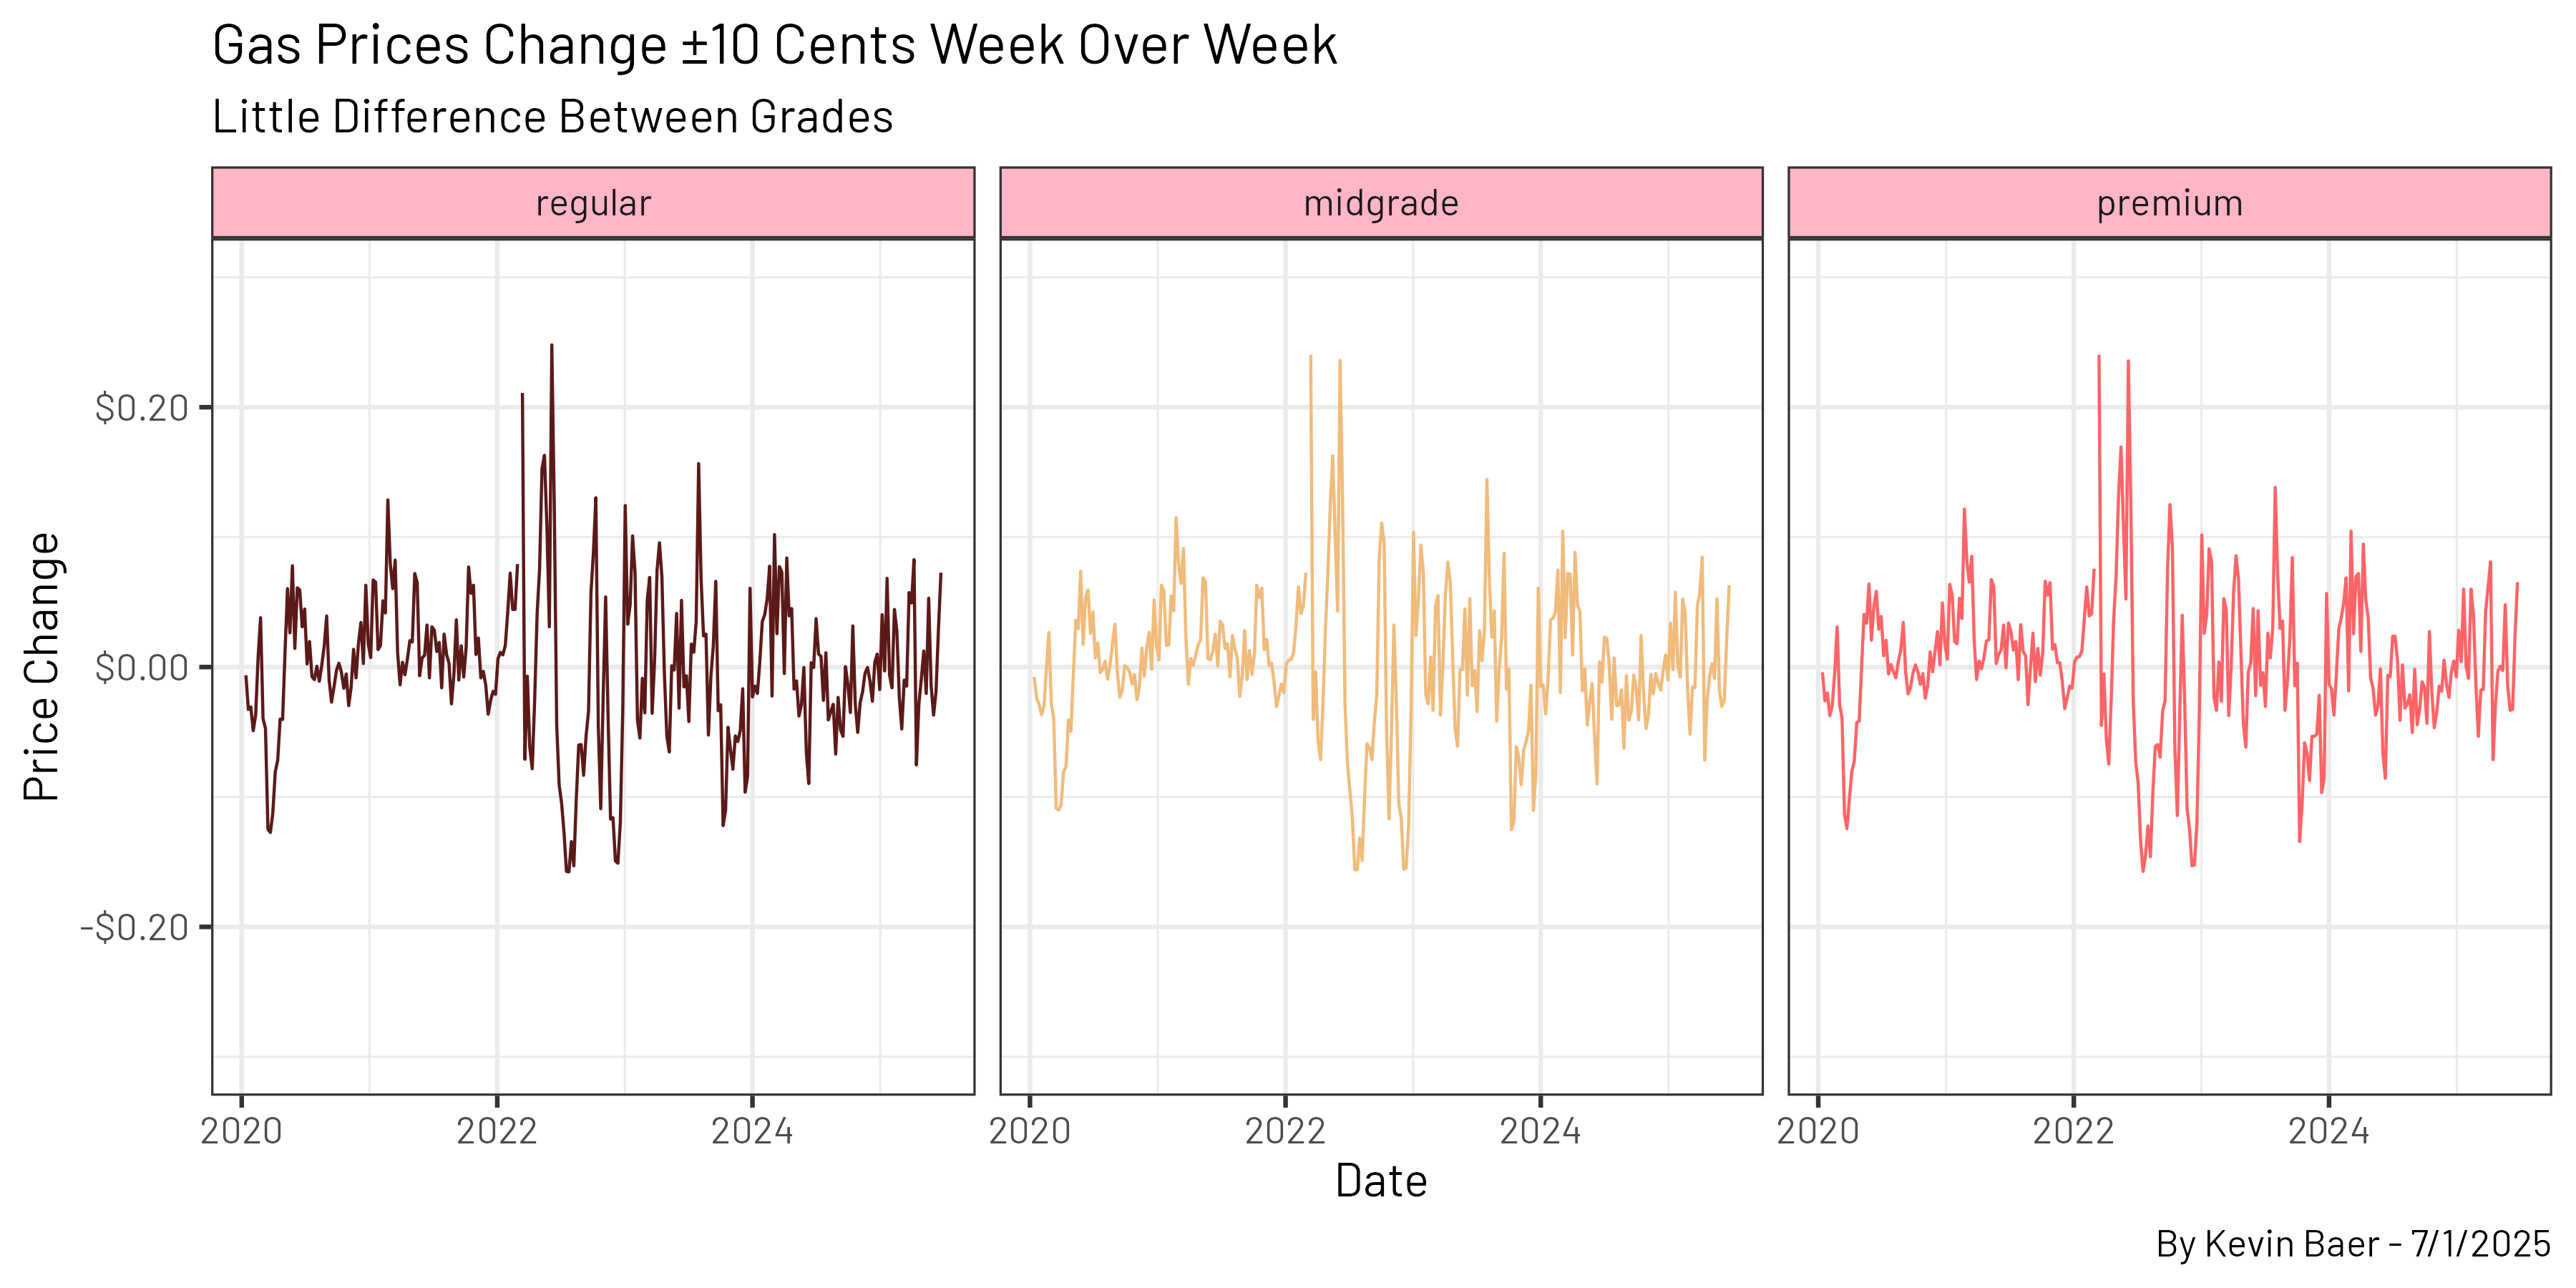 Gas Prices Change ±10 Cents Week Over Week
Little Difference Between Grades
regular
midgrade
premium
Price Change
$0.20
$0.00
-$0.20
2020
2022
2024
2020
2022
2024
2020
2022
2024
Date
By Kevin Baer - 7/1/2025